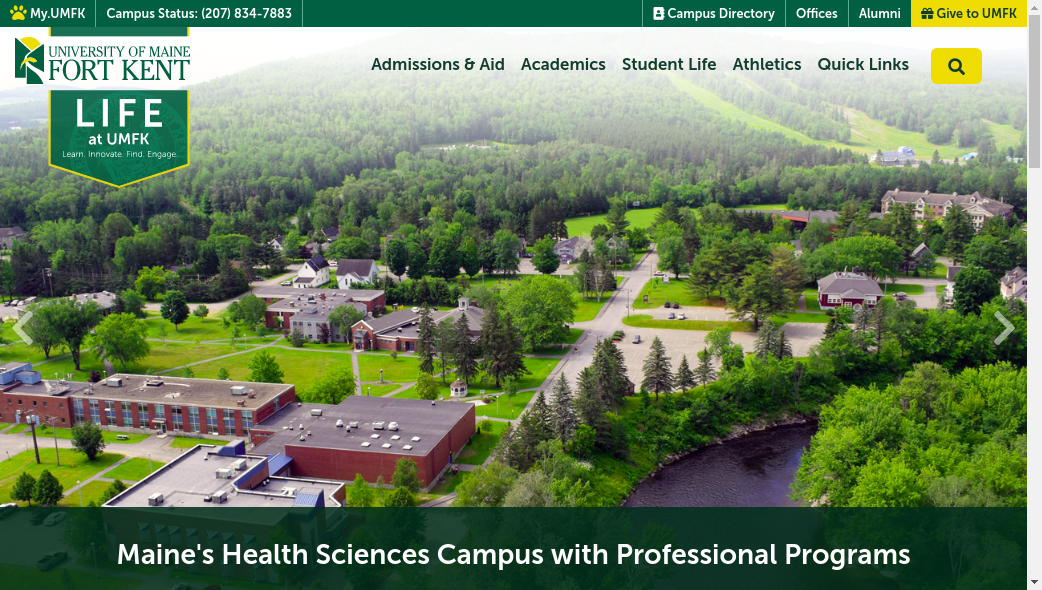 My.UMFK
Campus Status: (207) 834-7883
Campus Directory
Offices
Alumni
Give to UMFK
UNIVERSITY OF MAINE
FORT KENT
Admissions & Aid
Academics
Student Life
Athletics
Quick Links
LIFE
at UMFK
Learn. Innovate. Find. Engage.
Maine's Health Sciences Campus with Professional Programs